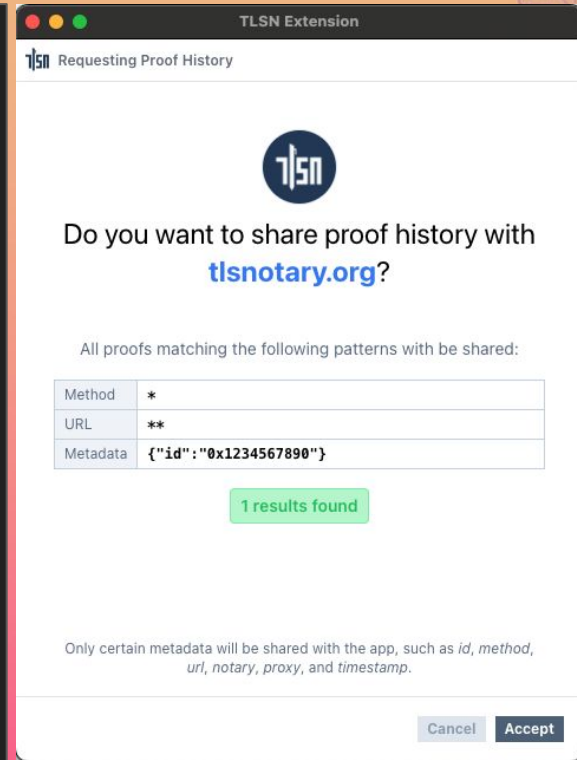 TLSN Extension
TLSN Requesting Proof History
TLSN
Do you want to share proof history with
tlsnotary.org?
All proofs matching the following patterns with be shared:
Method *
URL **
Metadata {"id":"0x1234567890"}
1 results found
Only certain metadata will be shared with the app, such as id, method,
url, notary, proxy, and timestamp.
Cancel Accept